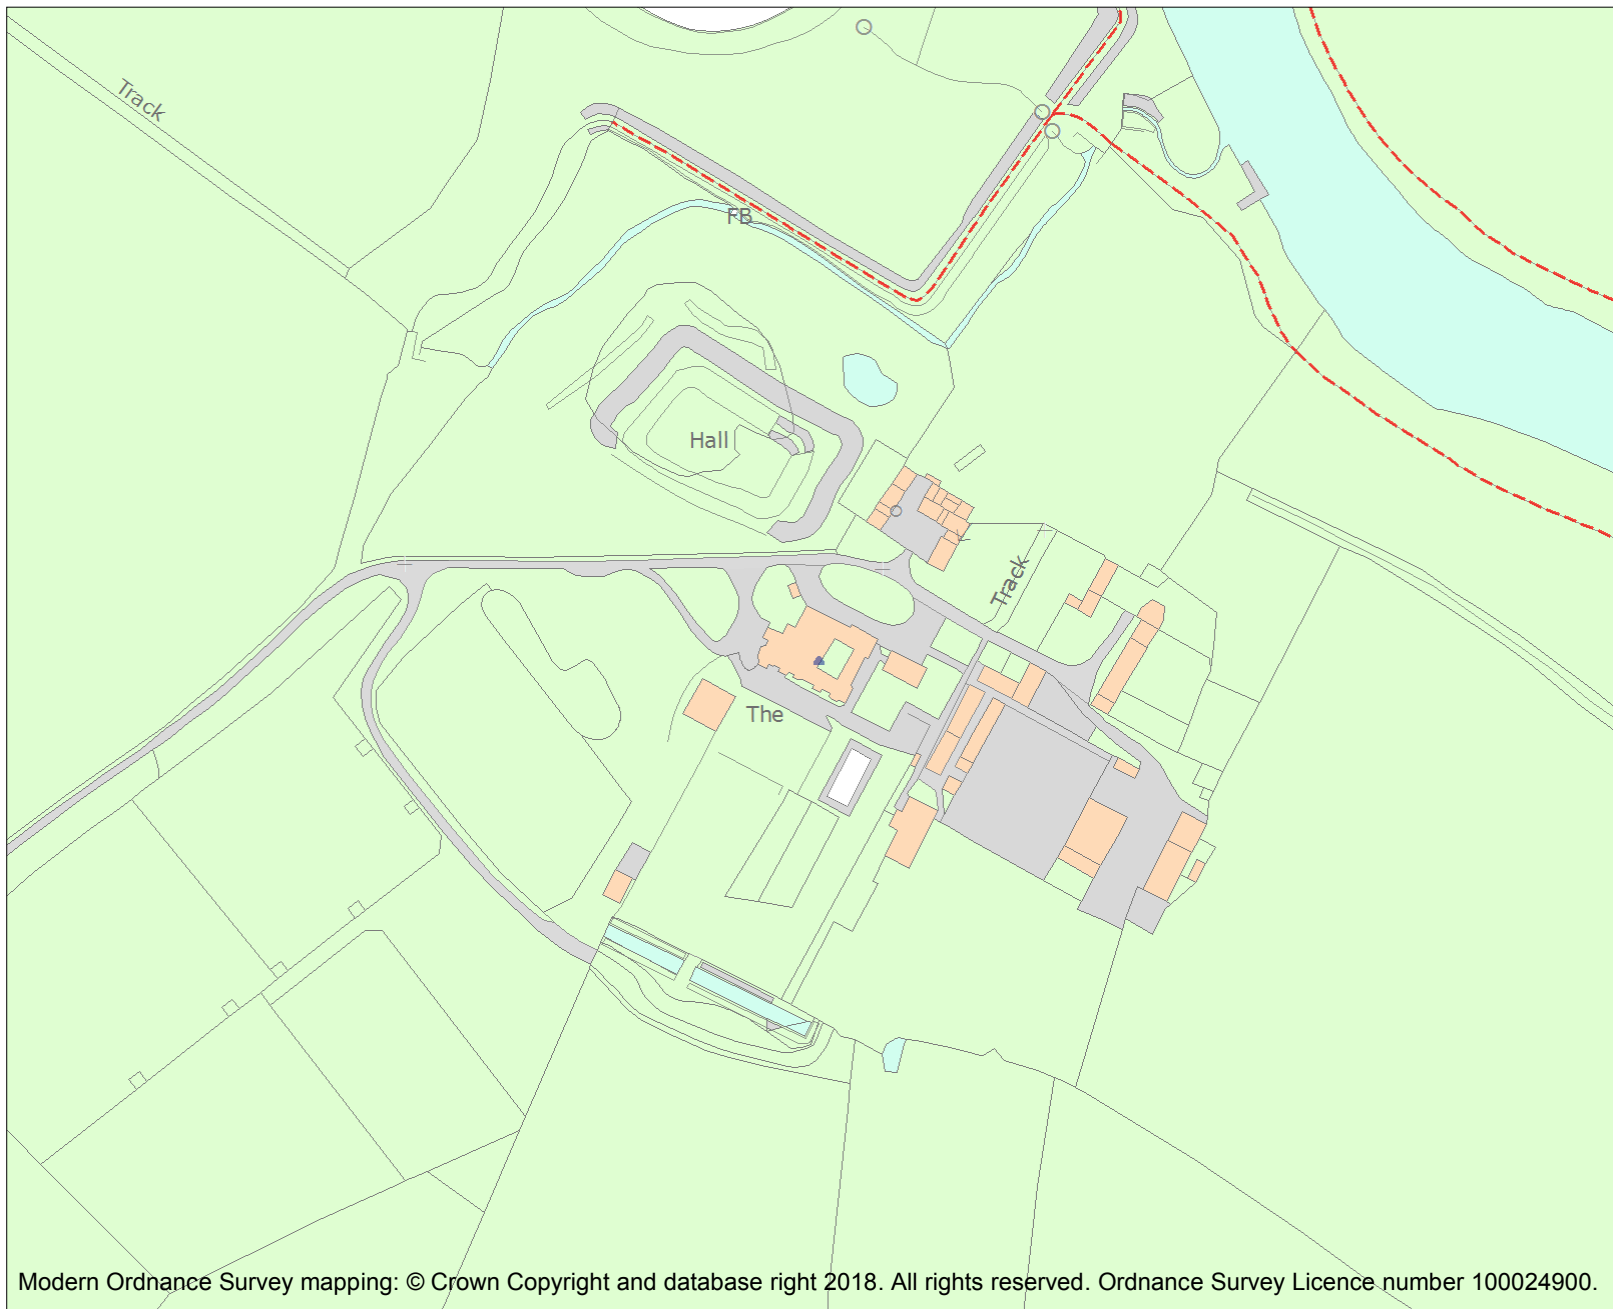 Track
FB
Hall
Track
The
Modern Ordnance Survey mapping: © Crown Copyright and database right 2018. All rights reserved. Ordnance Survey Licence number 100024900.